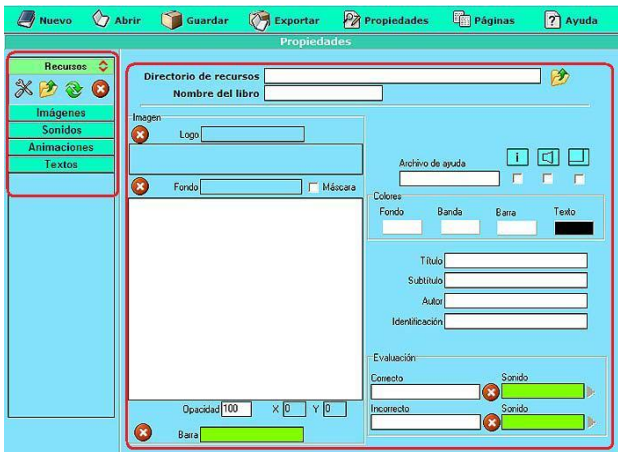 Nuevo Abrir Guardar Exportar Propiedades Páginas Ayuda
Propiedades
Recursos
Imágenes
Sonidos
Animaciones
Textos
Directorio de recursos
Nombre del libro
Imagen
Logo
Fondo Máscara
Opacidad 100 X 0 Y 0
Barra
i
Archivo de ayuda
Colores
Fondo Banda Barra Texto
Título
Subtítulo
Autor
Identificación
Evaluación
Correcto Sonido
Incorrecto Sonido